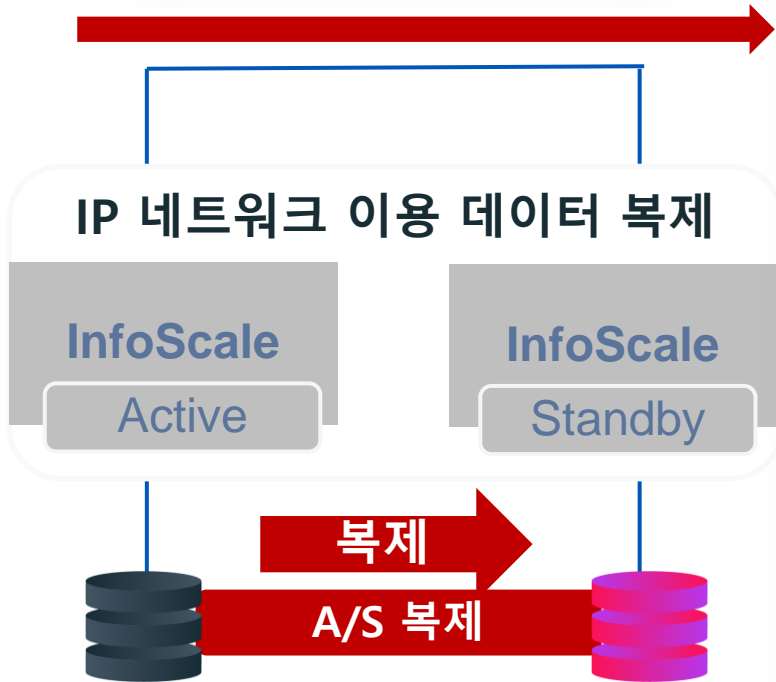 IP 네트워크 이용 데이터 복제
InfoScale
Active
InfoScale
Standby
복제
A/S 복제